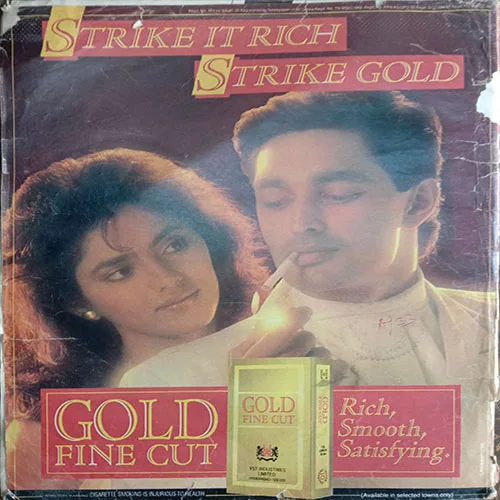 STRIKE IT RICH
STRIKE GOLD
GOLD
FINE CUT
GOLD
FINE CUT
VST INDUSTRIES
LIMITED
GOLD
Rich,
Smooth,
Satisfying.
CIGARETTE SMOKING IS INJURIOUS TO HEALTH
(Available in selected towns only)